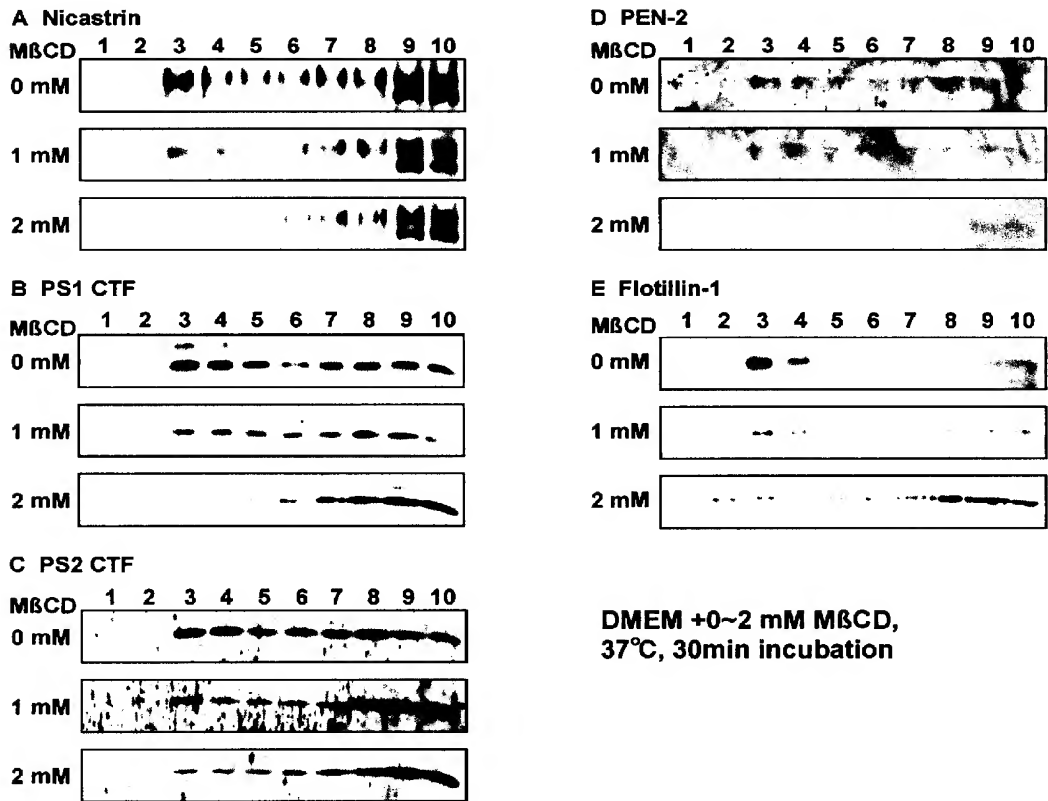 A Nicastrin
MßCD 1 2 3 4 5 6 7 8 9 10
0 mM
1 mM
2 mM
B PS1 CTF
MßCD 1 2 3 4 5 6 7 8 9 10
0 mM
1 mM
2 mM
C PS2 CTF
MßCD 1 2 3 4 5 6 7 8 9 10
0 mM
1 mM
2 mM
D PEN-2
MßCD 1 2 3 4 5 6 7 8 9 10
0 mM
1 mM
2 mM
E Flotillin-1
MßCD 1 2 3 4 5 6 7 8 9 10
0 mM
1 mM
2 mM
DMEM +0~2 mM MßCD,
37°C, 30min incubation